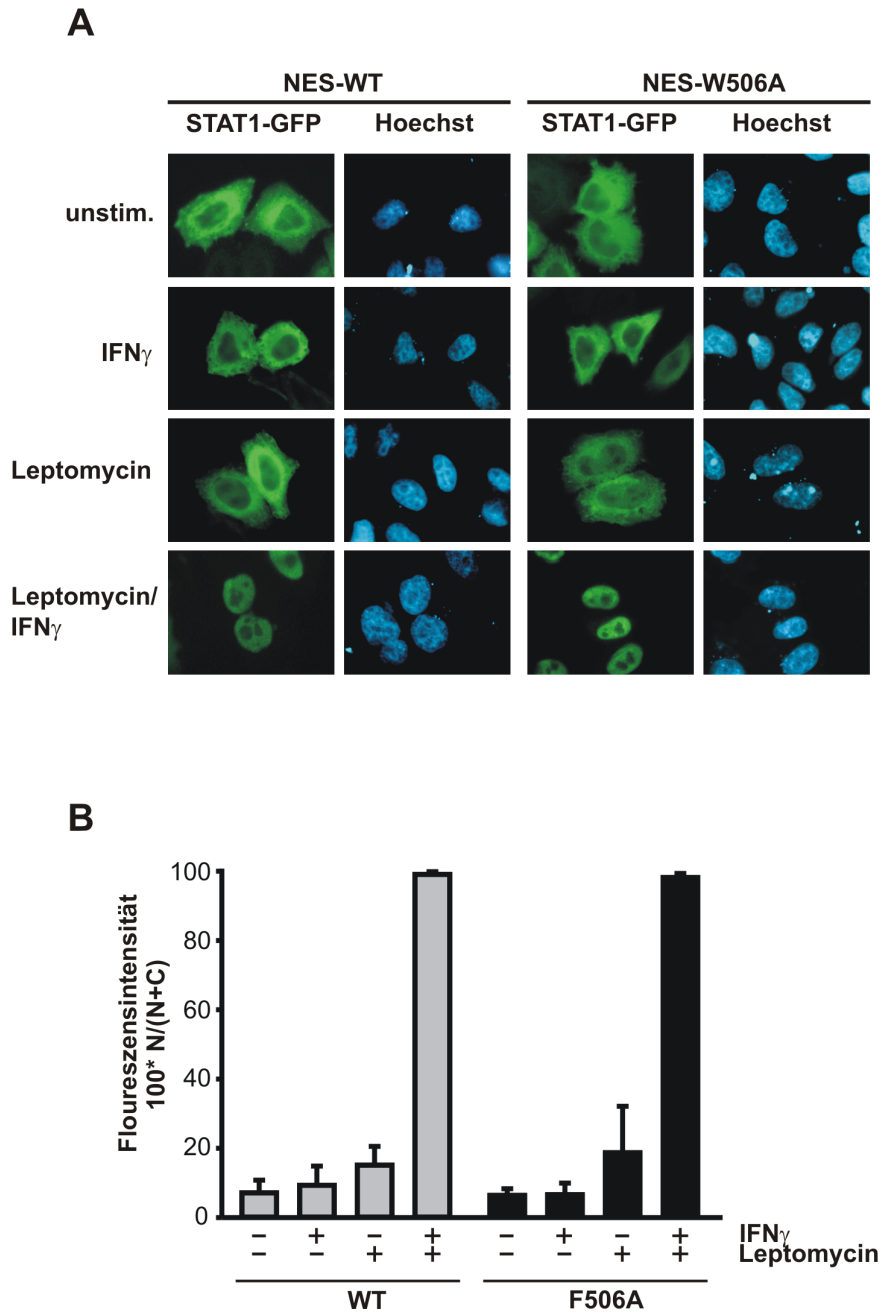 A
NES-WT NES-W506A
STAT1-GFP Hoechst STAT1-GFP Hoechst
unstim.
IFNγ
Leptomycin
Leptomycin/
IFNγ
B
Floureszensintensität
100* N/(N+C)
100
80
60
40
20
0
– + – + – + – + IFNγ
– – + + – – + + Leptomycin
WT F506A